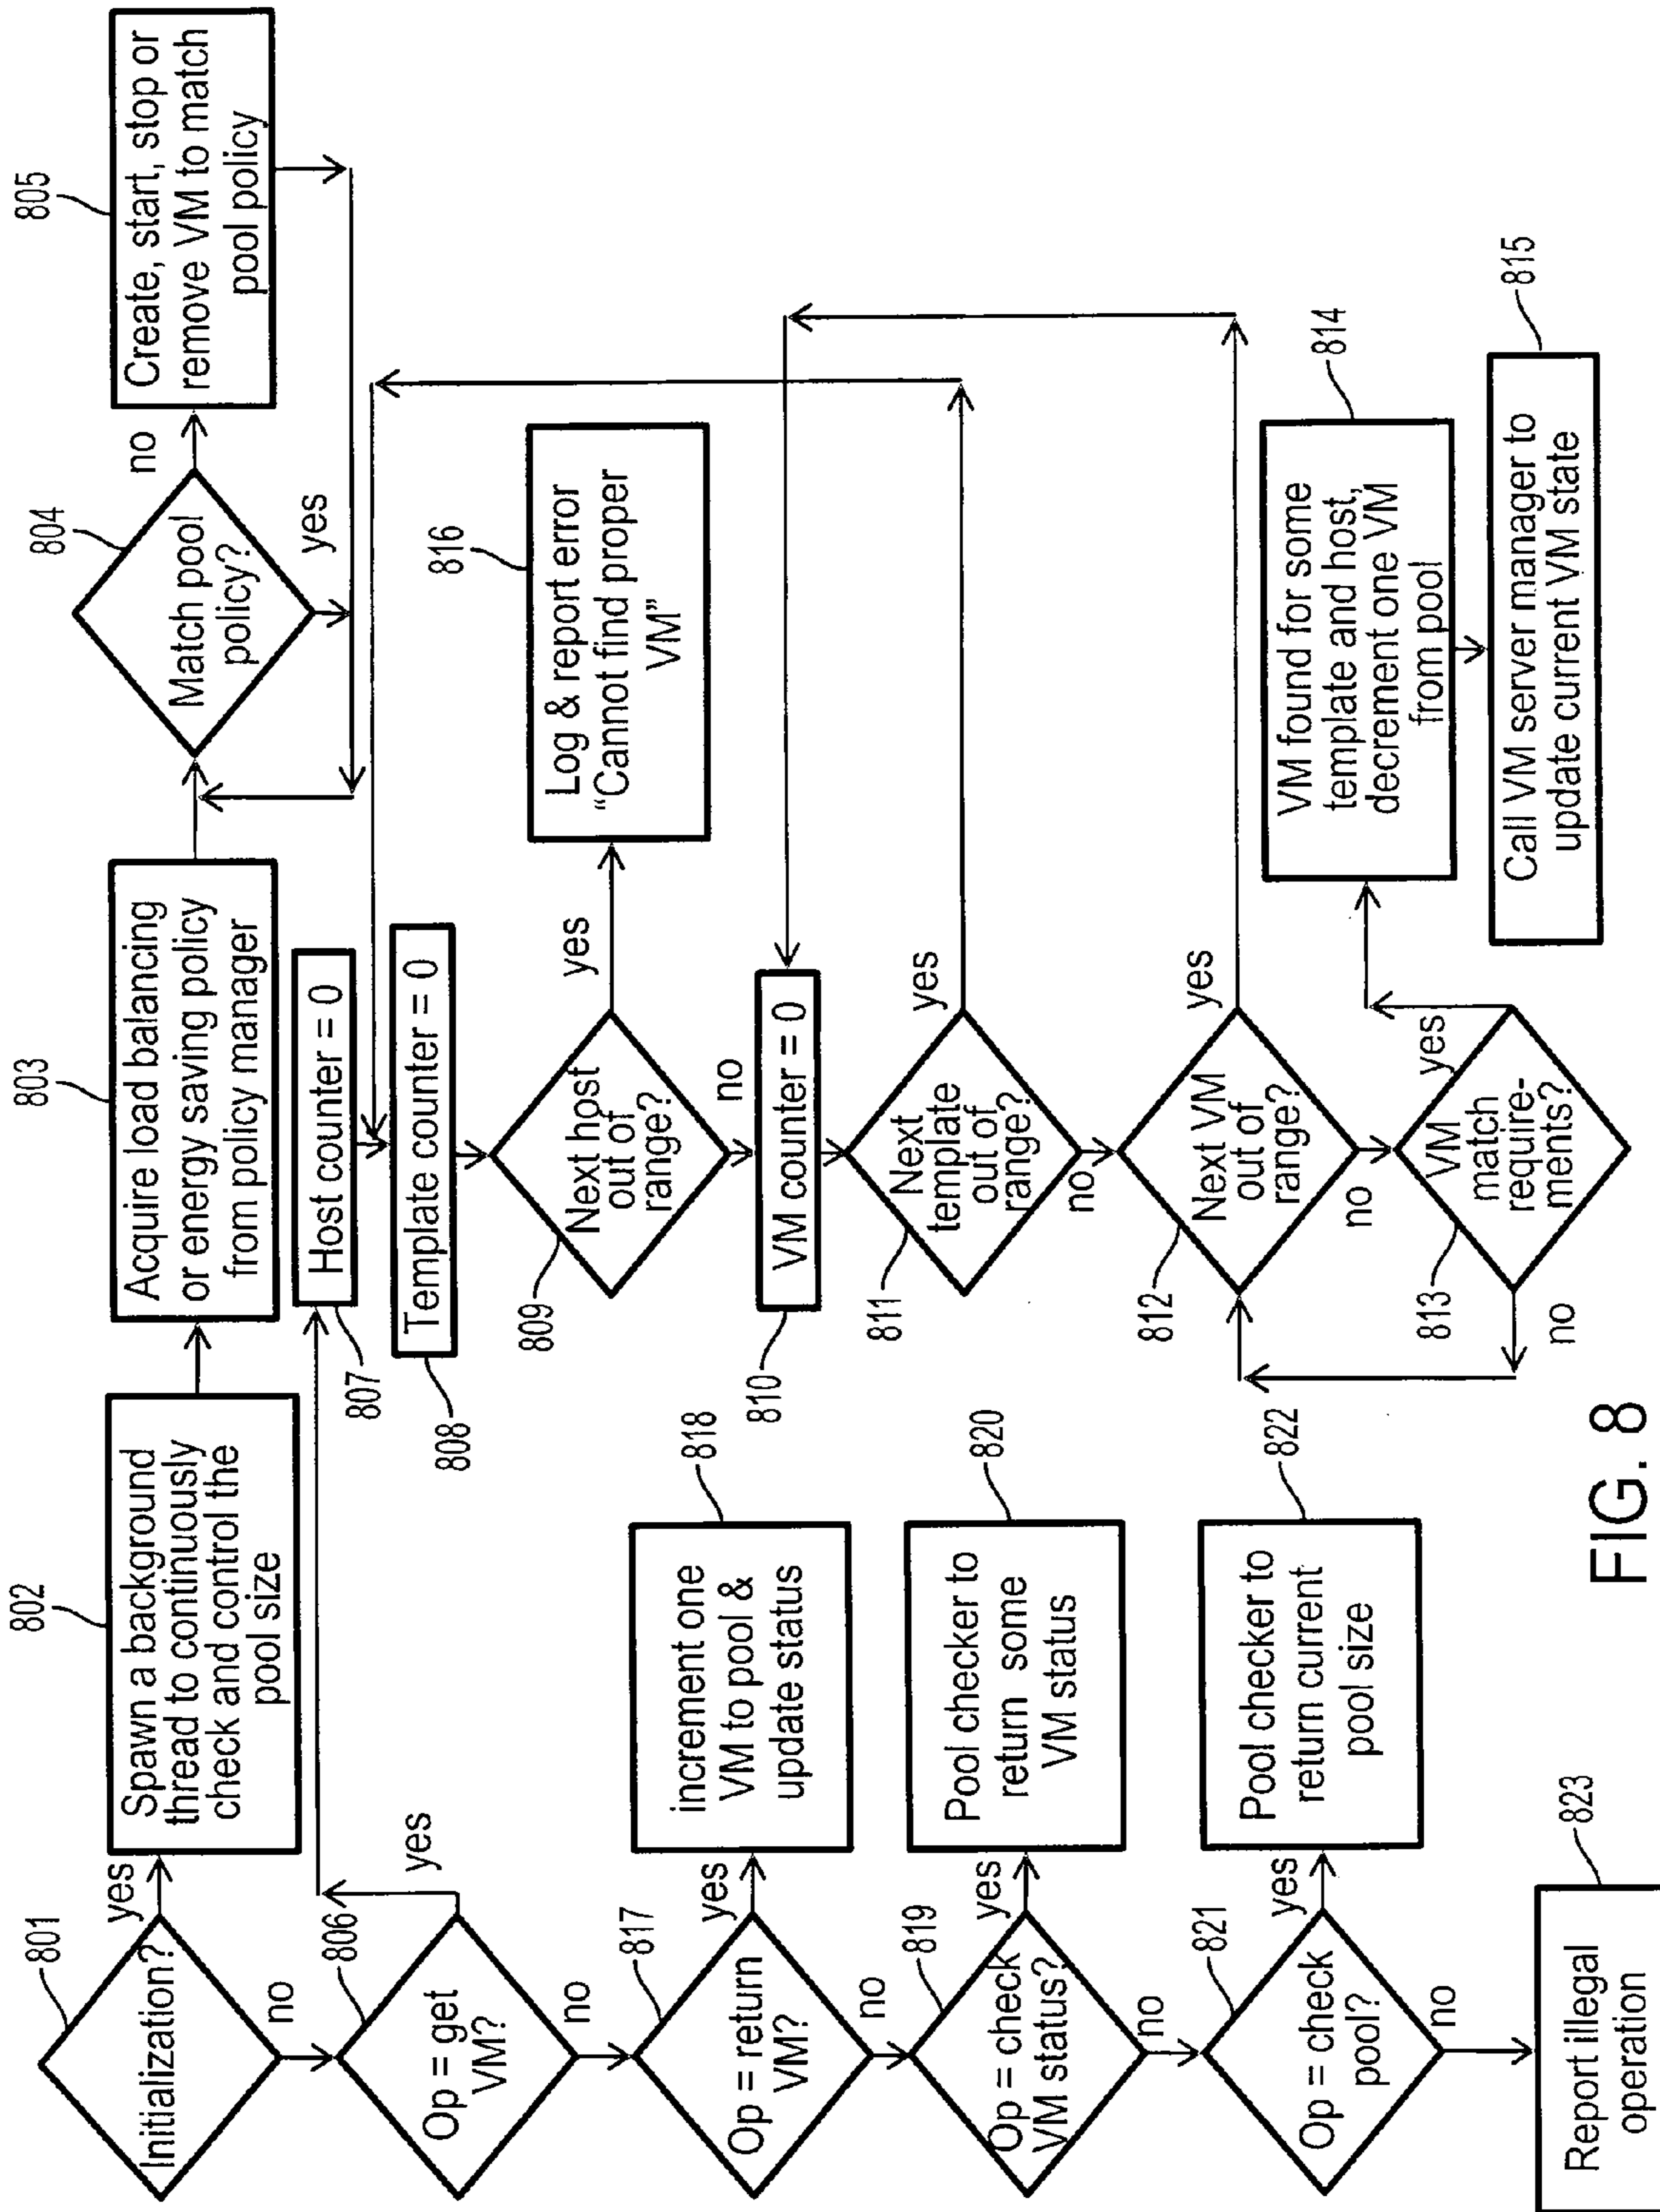 801
Initialization?
yes
no
802
Spawn a background
thread to continuously
check and control the
pool size
803
Acquire load balancing
or energy saving policy
from policy manager
804
Match pool
policy?
no
yes
805
Create, start, stop or
remove VM to match
pool policy
806
Op = get
VM?
yes
no
Host counter = 0
807
Template counter = 0
808
Next host
out of
range?
809
yes
no
816
Log & report error
"Cannot find proper
VM"
VM counter = 0
810
Next
template
out of
range?
811
yes
no
Next VM
out of
range?
812
yes
no
VM
match
require-
ments?
813
yes
no
814
VM found for some
template and host,
decrement one VM
from pool
815
Call VM server manager to
update current VM state
817
Op = return
VM?
yes
no
818
increment one
VM to pool &
update status
819
Op = check
VM status?
yes
no
820
Pool checker to
return some
VM status
821
Op = check
pool?
yes
no
822
Pool checker to
return current
pool size
823
Report illegal
operation
FIG. 8